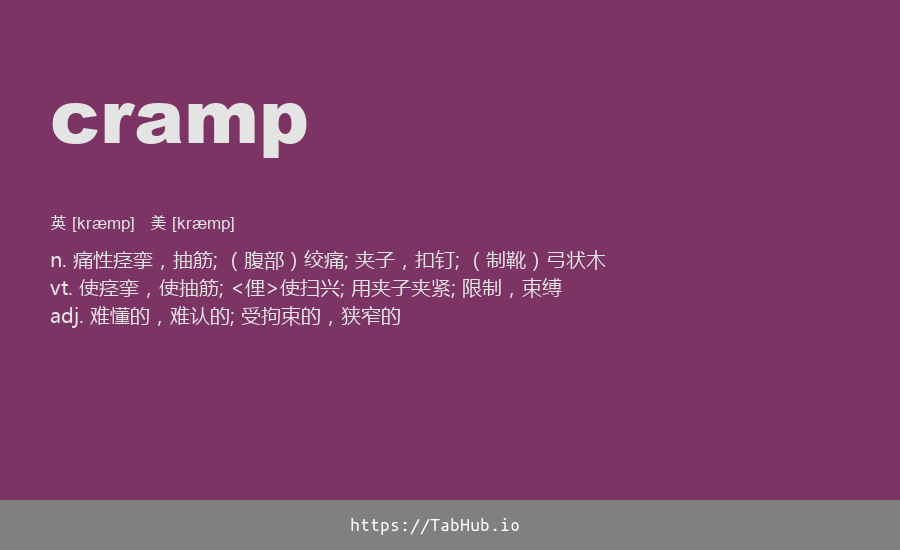 cramp
英 [kræmp] 美 [kræmp]
n. 痛性痉挛，抽筋; （腹部）绞痛; 夹子，扣钉; （制靴）弓状木
vt. 使痉挛，使抽筋; <俚>使扫兴; 用夹子夹紧; 限制，束缚
adj. 难懂的，难认的; 受拘束的，狭窄的
https://TabHub.io